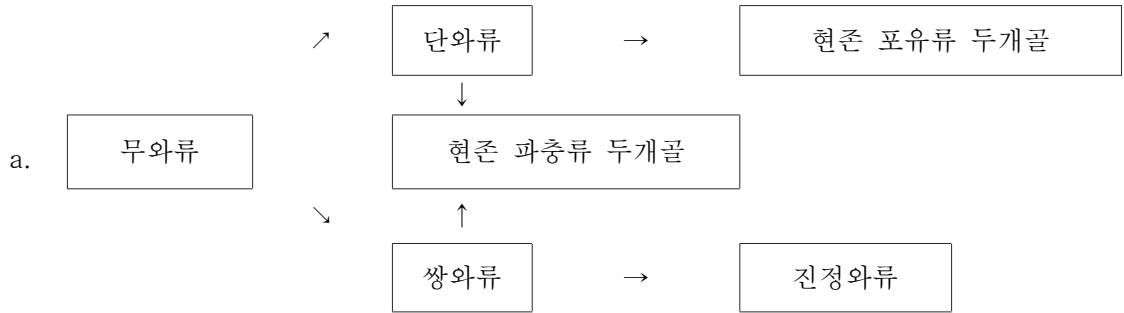 ↗ 단와류 → 현존 포유류 두개골
↓
a. 무와류 현존 파충류 두개골
↘ ↑
쌍와류 → 진정와류